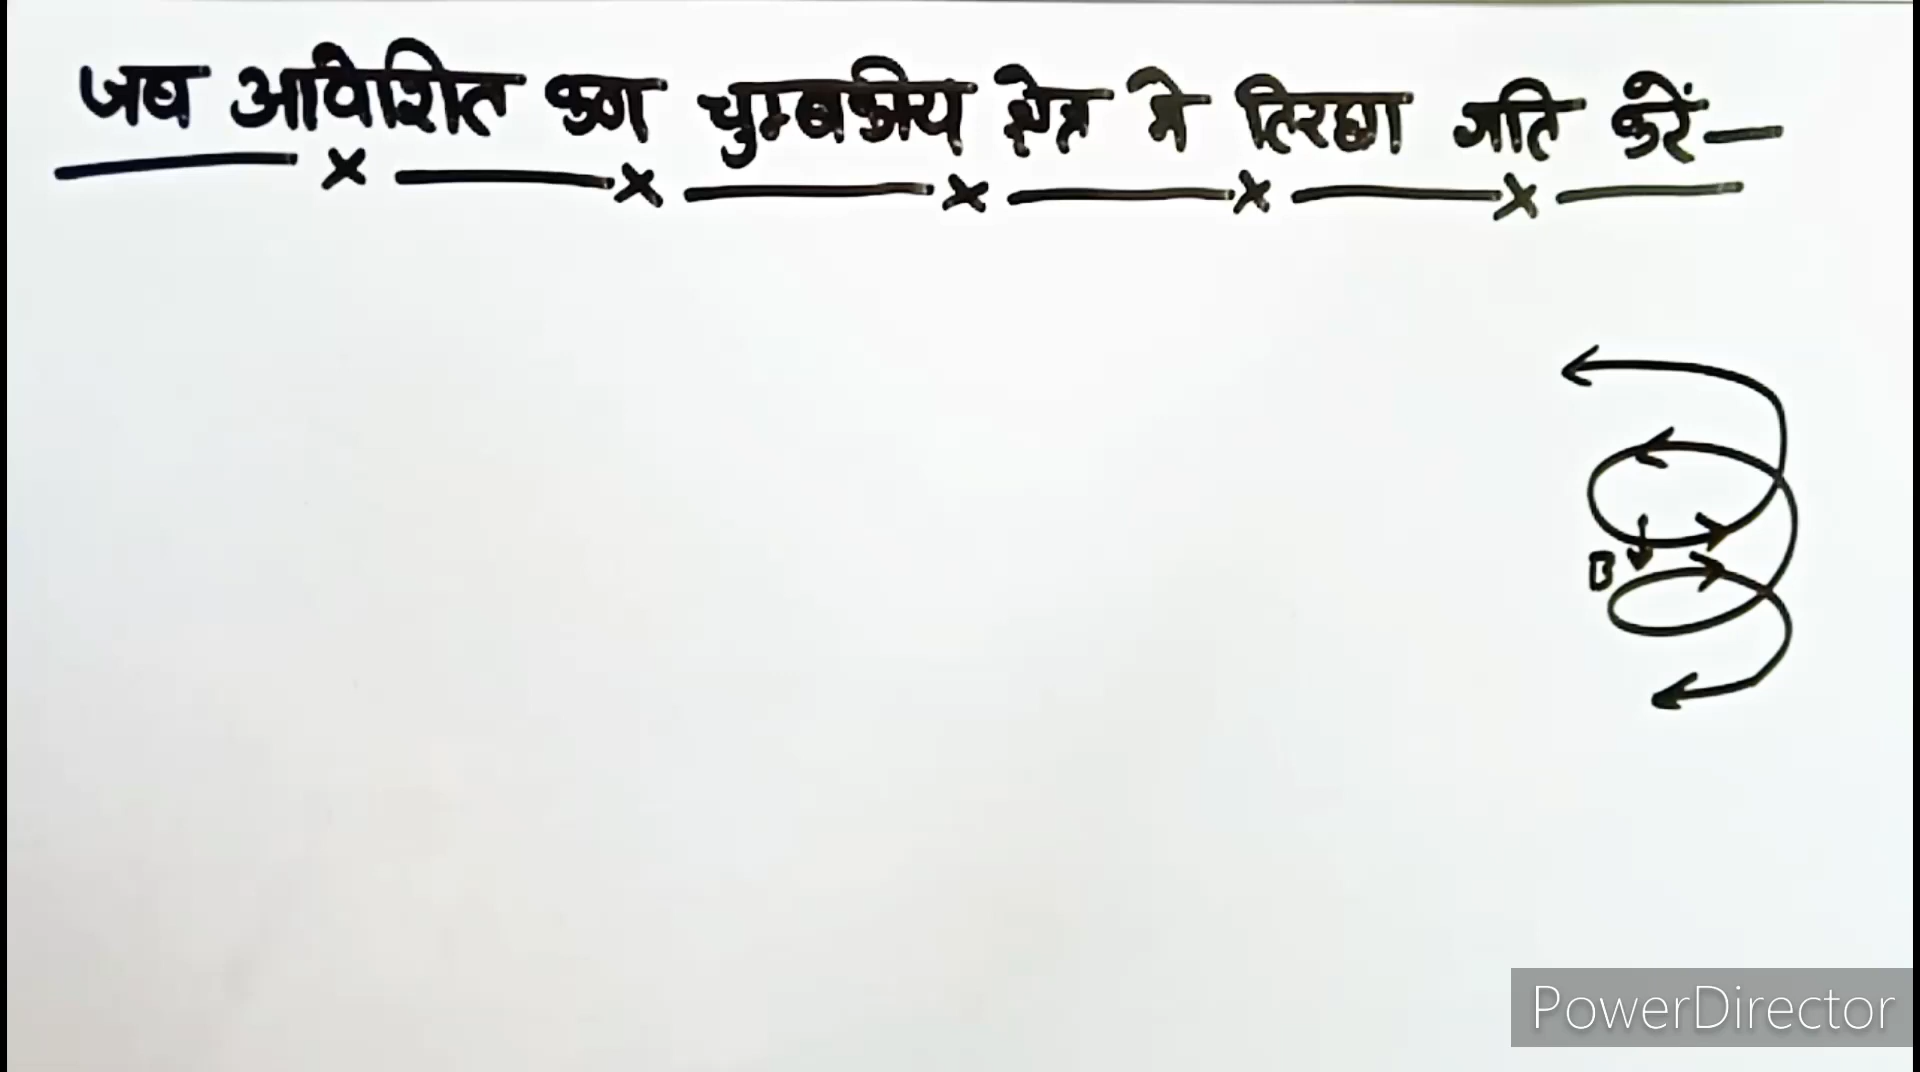 जब आवेशित कण चुम्बकीय क्षेत्र मे तिरछा गति करें—
B
PowerDirector